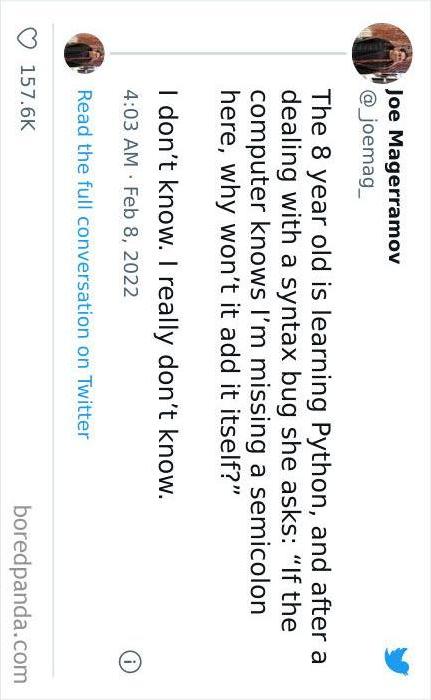 Joe Magerramov
@_joemag_
The 8 year old is learning Python, and after a
dealing with a syntax bug she asks: “If the
computer knows I’m missing a semicolon
here, why won’t it add it itself?”
I don’t know. I really don’t know.
4:03 AM · Feb 8, 2022
Read the full conversation on Twitter
157.6K
boredpanda.com